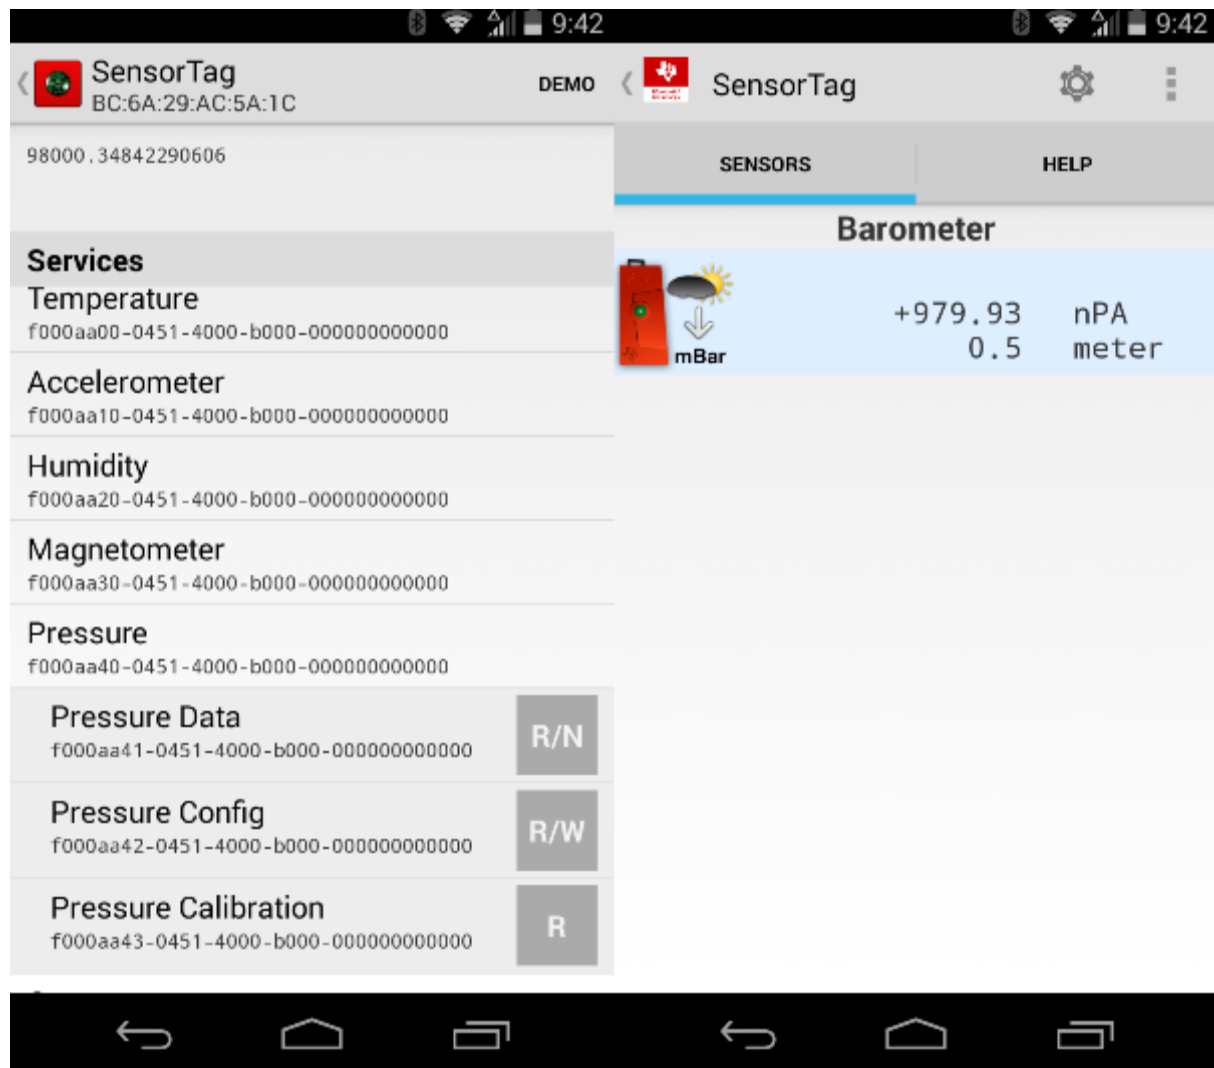 9:42
SensorTag
BC:6A:29:AC:5A:1C
DEMO
98000.34842290606
Services
Temperature
f000aa00-0451-4000-b000-000000000000
Accelerometer
f000aa10-0451-4000-b000-000000000000
Humidity
f000aa20-0451-4000-b000-000000000000
Magnetometer
f000aa30-0451-4000-b000-000000000000
Pressure
f000aa40-0451-4000-b000-000000000000
Pressure Data
f000aa41-0451-4000-b000-000000000000
R/N
Pressure Config
f000aa42-0451-4000-b000-000000000000
R/W
Pressure Calibration
f000aa43-0451-4000-b000-000000000000
R
9:42
SensorTag
SENSORS
HELP
Barometer
mBar
+979.93 nPA
0.5 meter